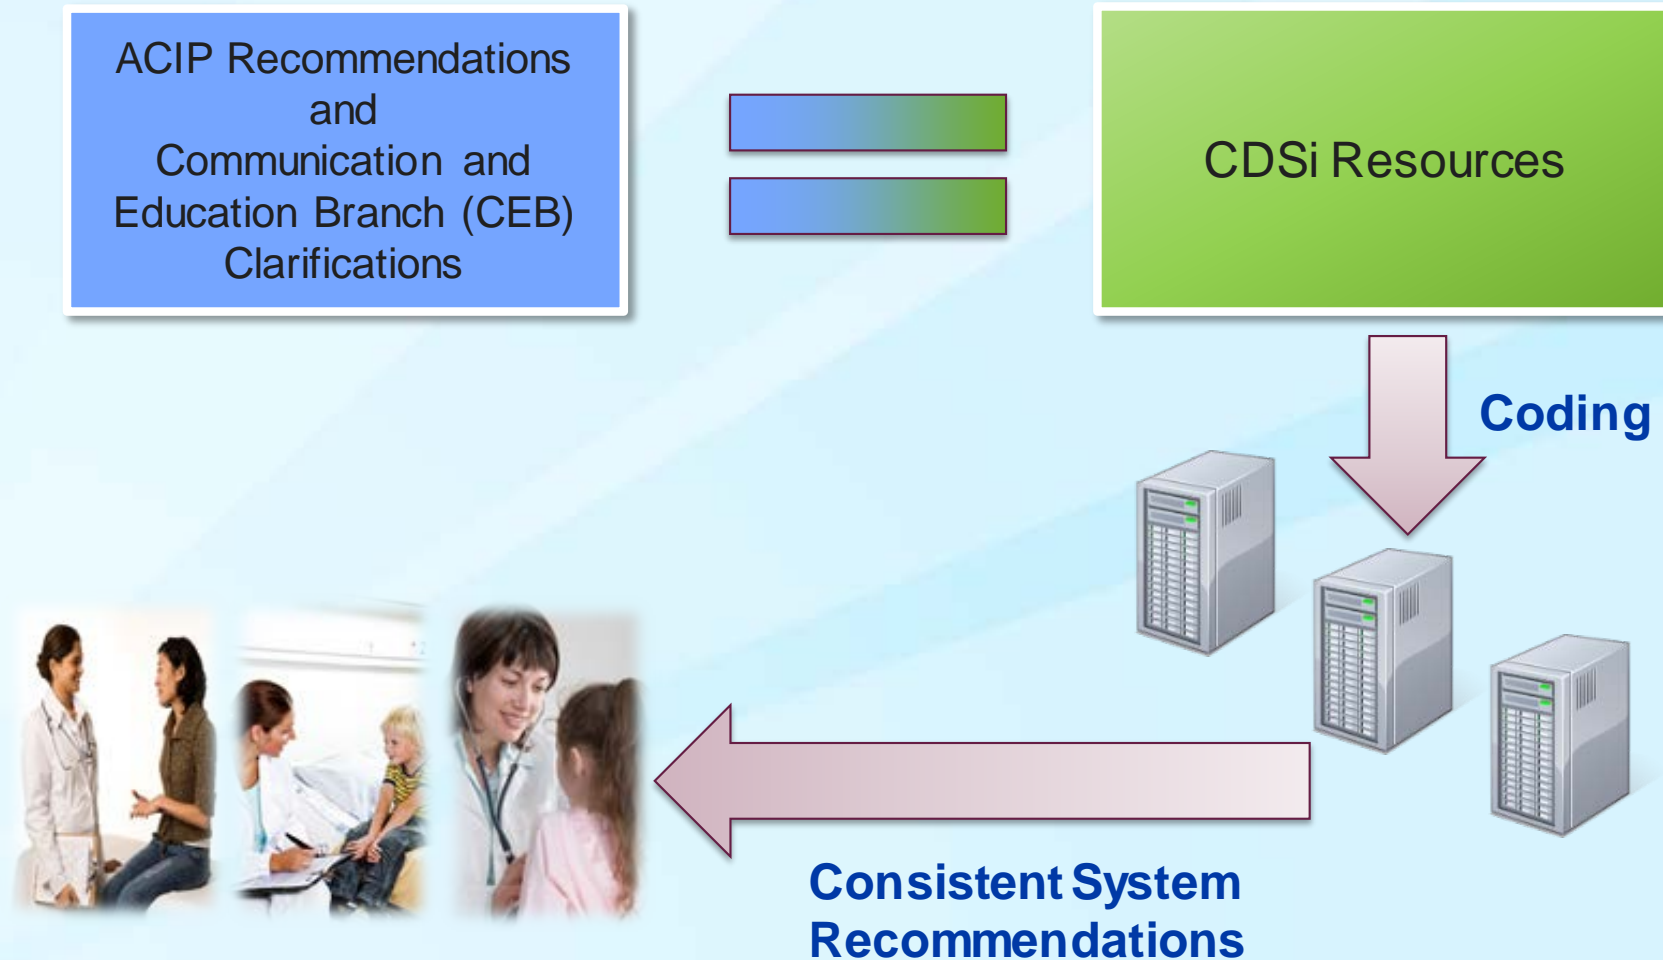 ACIP Recommendations
and
Communication and
Education Branch (CEB)
Clarifications
CDSi Resources
Coding
Consistent System
Recommendations